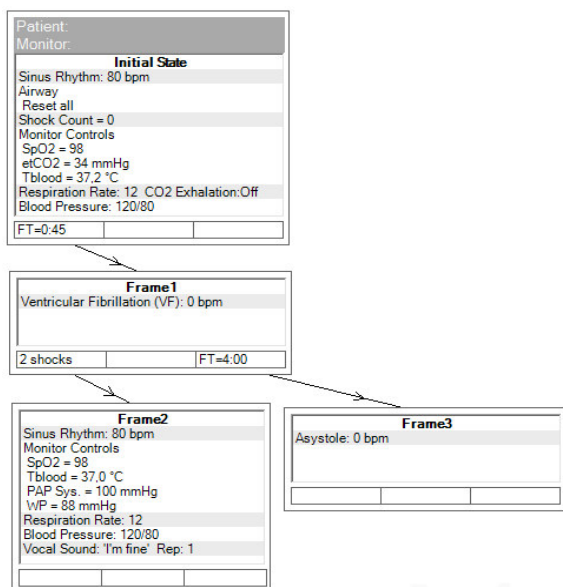 Patient:
Monitor:
Initial State
Sinus Rhythm: 80 bpm
Airway
Reset all
Shock Count = 0
Monitor Controls
SpO2 = 98
etCO2 = 34 mmHg
Tblood = 37,2 °C
Respiration Rate: 12 CO2 Exhalation:Off
Blood Pressure: 120/80
FT=0:45
Frame1
Ventricular Fibrillation (VF): 0 bpm
2 shocks FT=4:00
Frame2
Sinus Rhythm: 80 bpm
Monitor Controls
SpO2 = 98
Tblood = 37,0 °C
PAP Sys. = 100 mmHg
WP = 88 mmHg
Respiration Rate: 12
Blood Pressure: 120/80
Vocal Sound: 'I'm fine' Rep: 1
Frame3
Asystole: 0 bpm